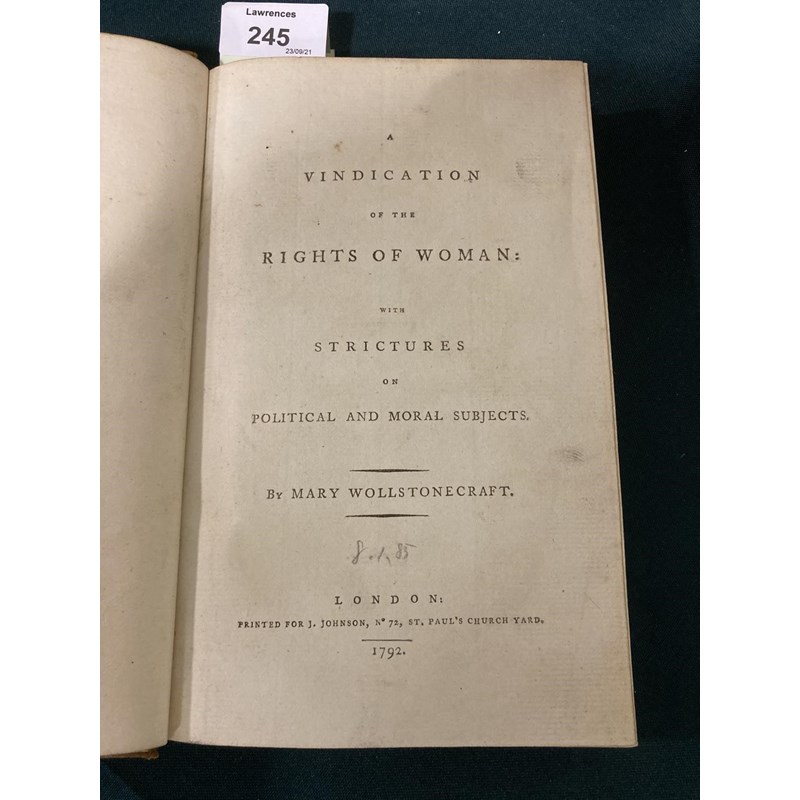 Lawrences
245
23/09/21
A
VINDICATION
OF THE
RIGHTS OF WOMAN:
WITH
STRICTURES
ON
POLITICAL AND MORAL SUBJECTS.
BY MARY WOLLSTONECRAFT.
LONDON:
PRINTED FOR J. JOHNSON, Nº 72, ST. PAUL'S CHURCH YARD.
1792.